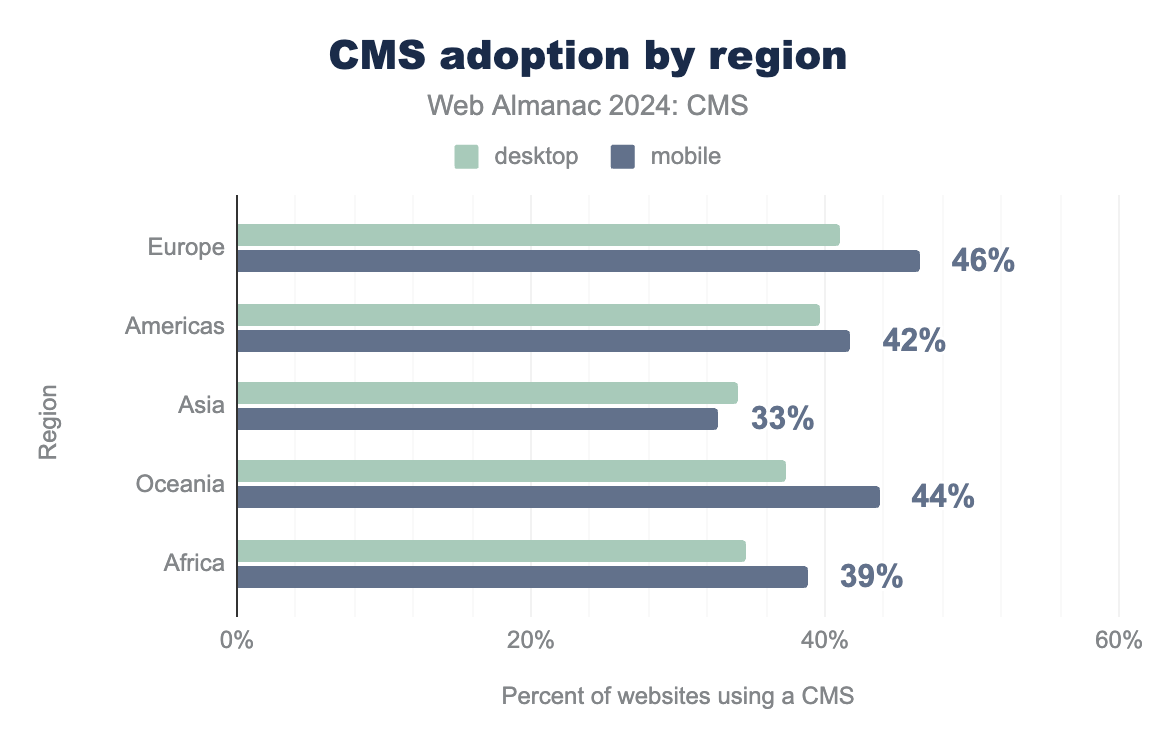 CMS adoption by region
Web Almanac 2024: CMS
desktop mobile
Europe 46%
Americas 42%
Asia 33%
Oceania 44%
Africa 39%
Region
0% 20% 40% 60%
Percent of websites using a CMS